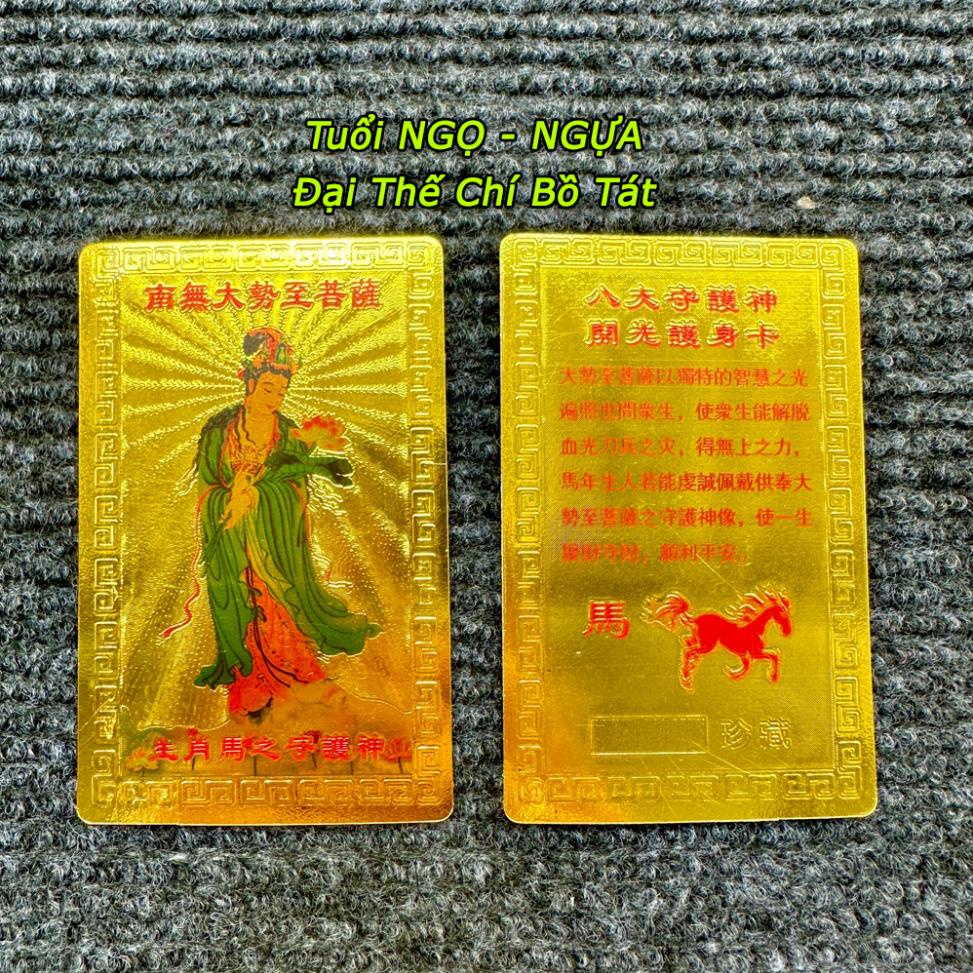 Tuổi NGỌ - NGỰA
Đại Thế Chí Bồ Tát
南無大勢至菩薩
生肖馬之守護神
八大守護神
開光護身卡
大勢至菩薩以獨特的智慧之光
遍照世間衆生，使衆生能解脱
血光刀兵之灾，得無上之力，
馬年生人若能虔誠佩戴供奉大
勢至菩薩之守護神像，使一生
聚財守財，順利平安。
馬
珍藏